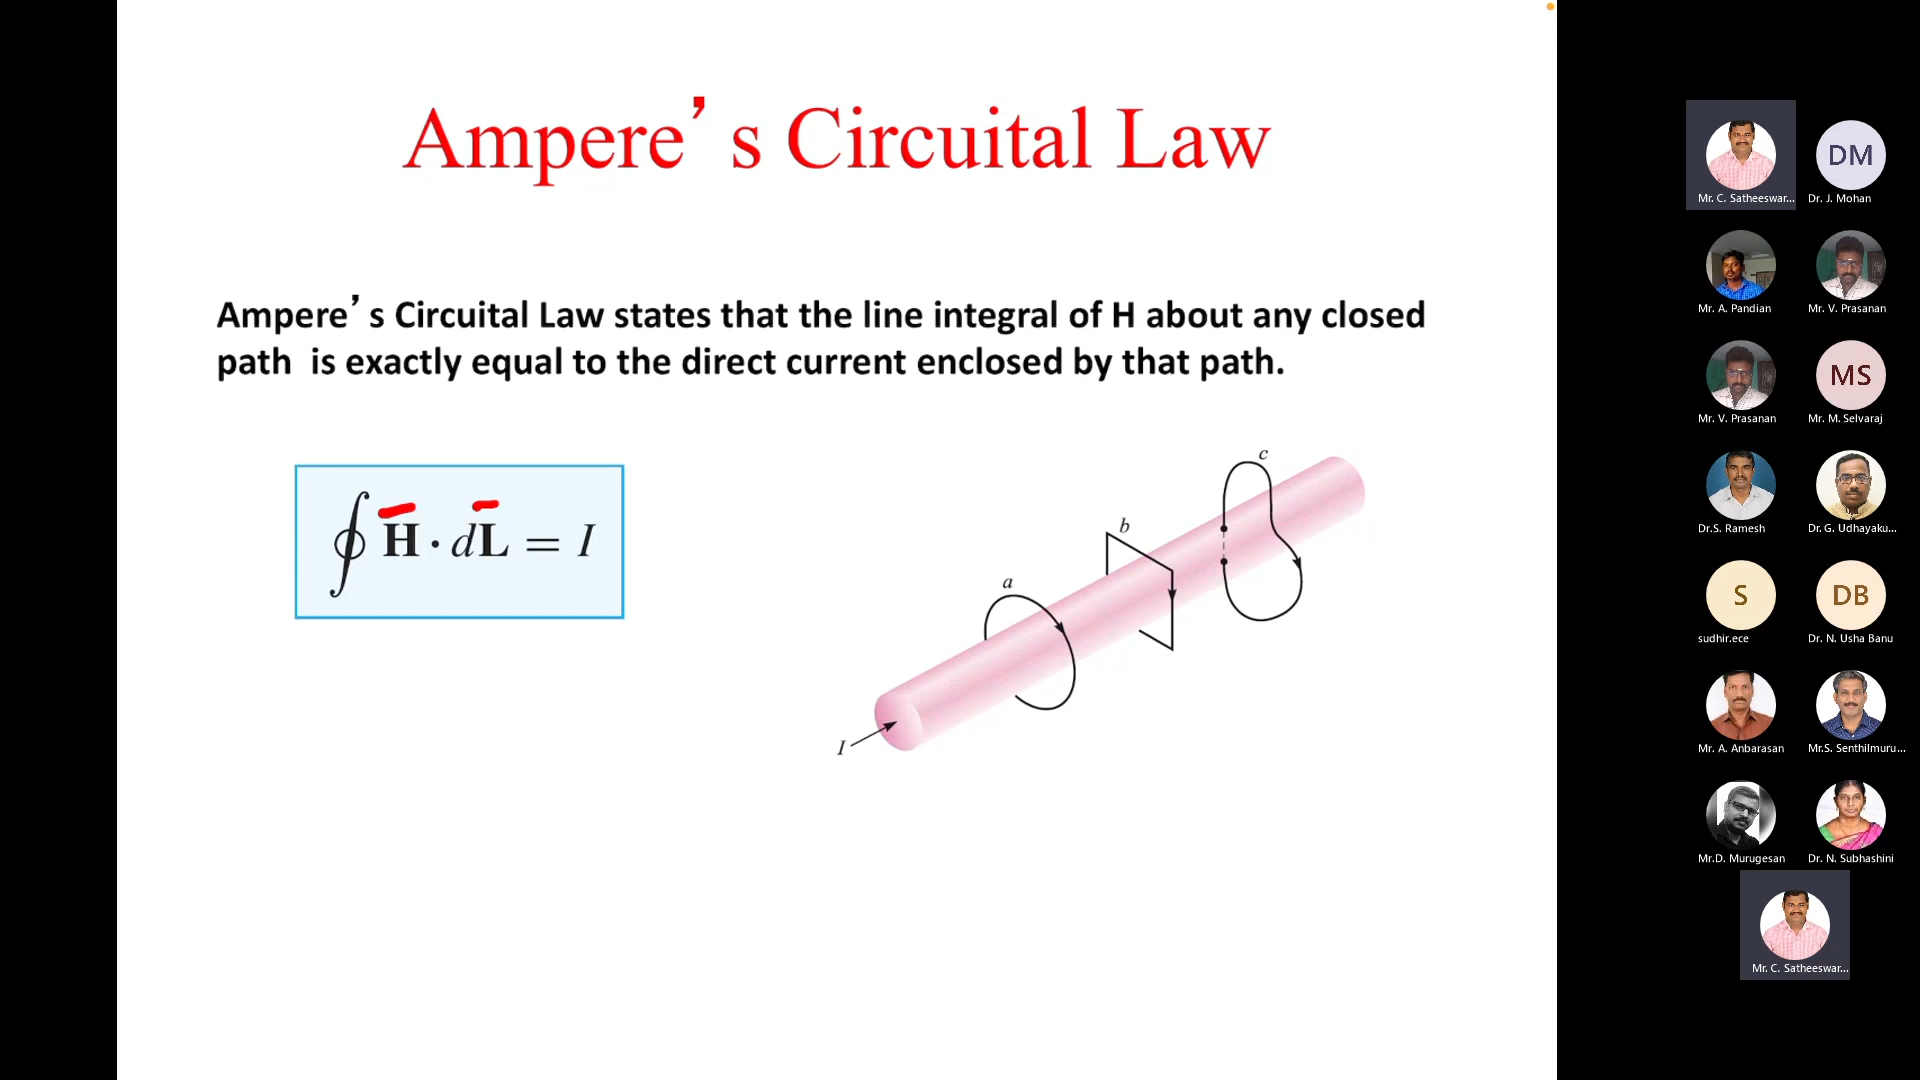 Ampere’s Circuital Law
Ampere’s Circuital Law states that the line integral of H about any closed
path is exactly equal to the direct current enclosed by that path.
∮ H̅ · dL̅ = I
a
b
c
I
Mr. C. Satheeswar...
DM
Dr. J. Mohan
Mr. A. Pandian
Mr. V. Prasanan
Mr. V. Prasanan
MS
Mr. M. Selvaraj
Dr.S. Ramesh
Dr. G. Udhayaku...
S
sudhir.ece
DB
Dr. N. Usha Banu
Mr. A. Anbarasan
Mr.S. Senthilmuru...
Mr.D. Murugesan
Dr. N. Subhashini
Mr. C. Satheeswar...